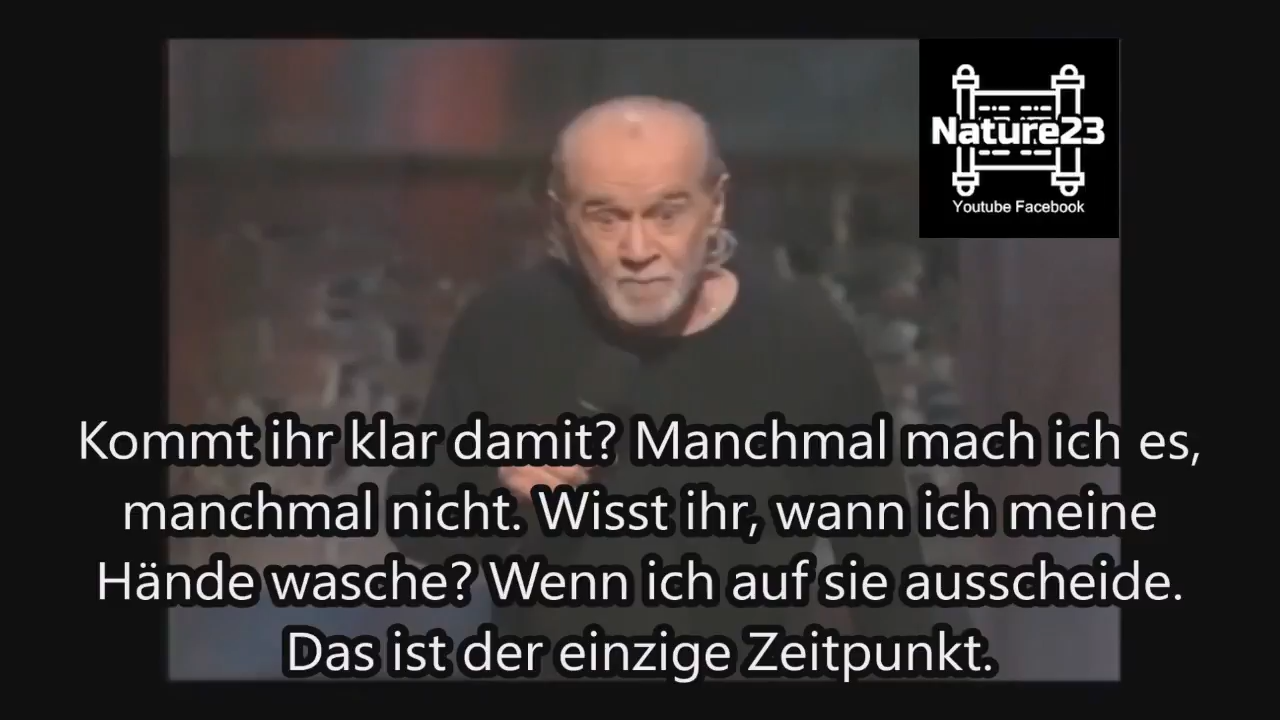 Nature23
Youtube Facebook
Kommt ihr klar damit? Manchmal mach ich es,
manchmal nicht. Wisst ihr, wann ich meine
Hände wasche? Wenn ich auf sie ausscheide.
Das ist der einzige Zeitpunkt.